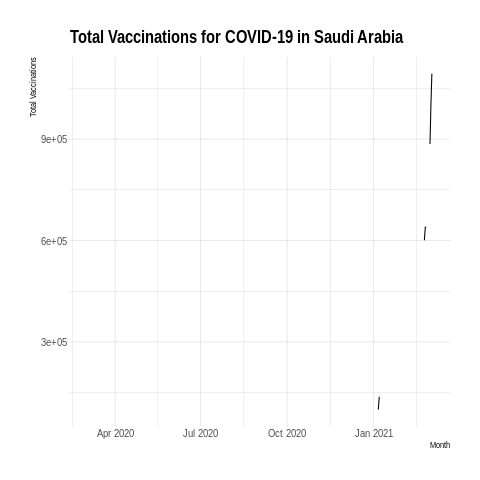 Total Vaccinations for COVID-19 in Saudi Arabia
Total Vaccinations
9e+05
6e+05
3e+05
Apr 2020
Jul 2020
Oct 2020
Jan 2021
Month